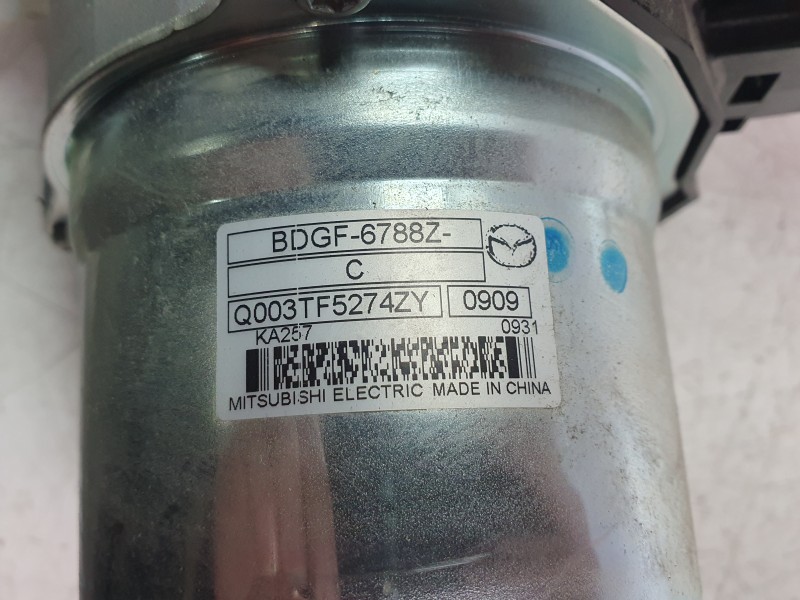 BDGF-6788Z-
C
Q003TF5274ZY 0909
KA257 0931
MITSUBISHI ELECTRIC MADE IN CHINA